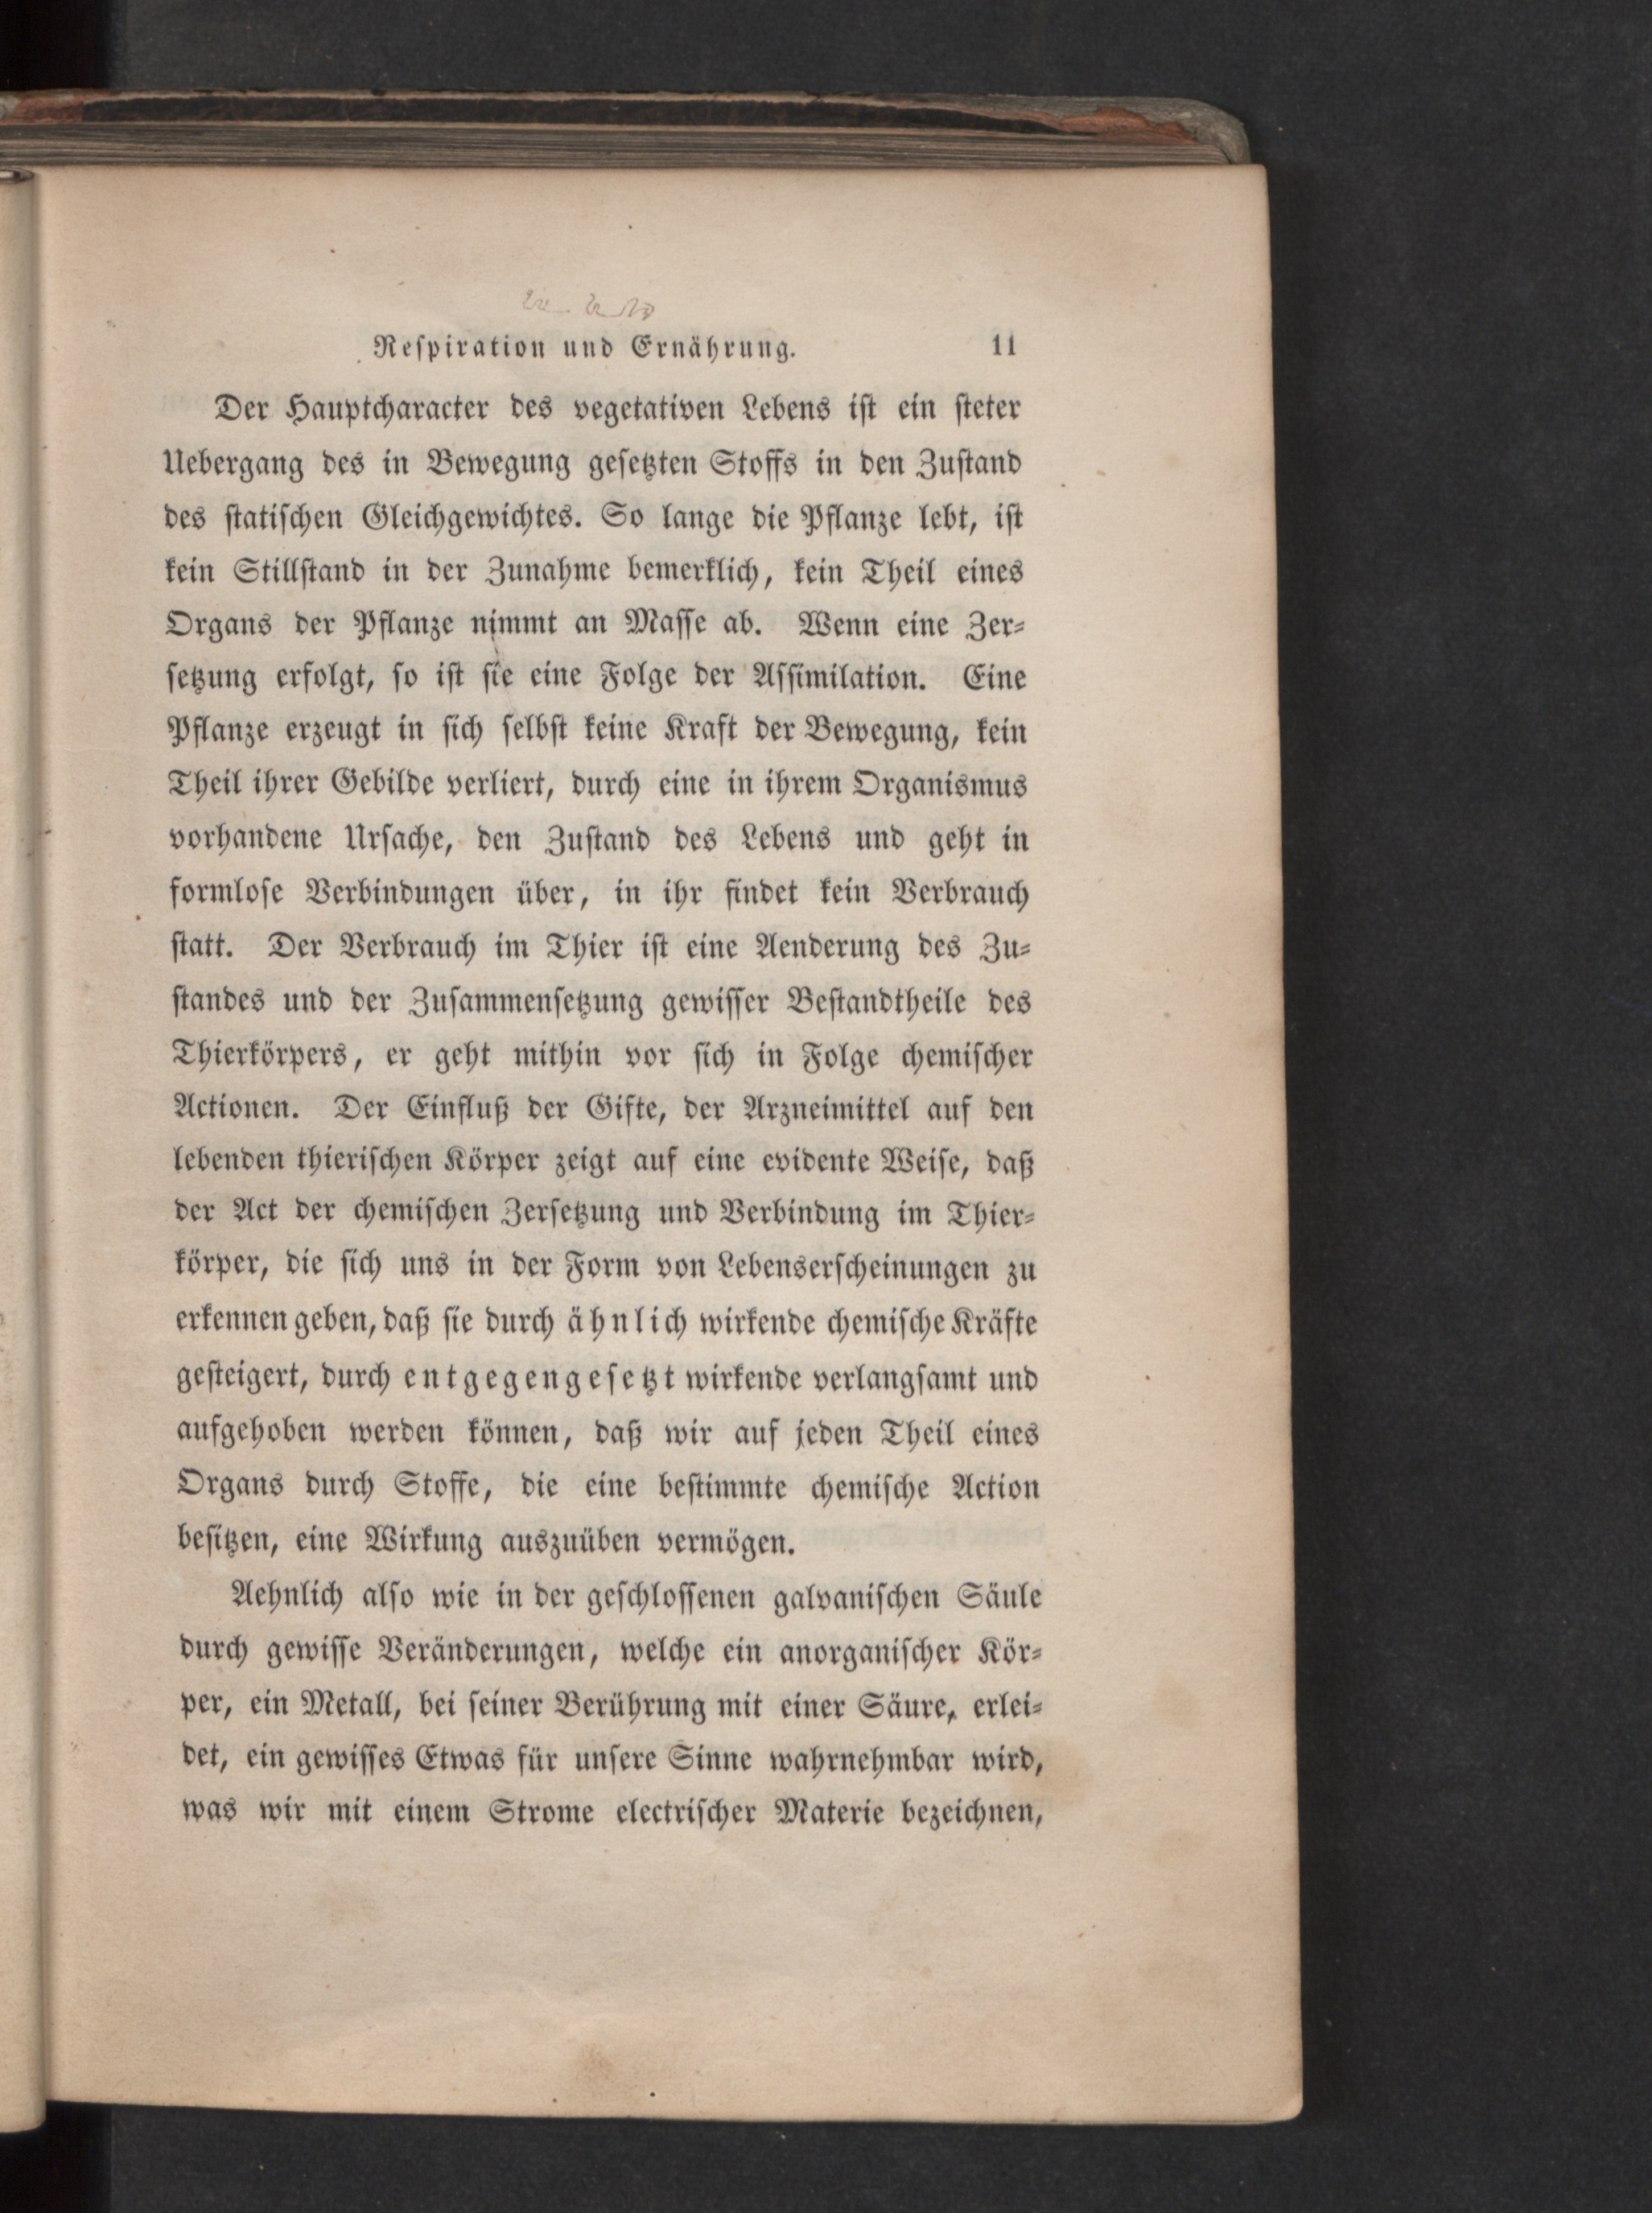 Respiration und Ernährung. 11
Der Hauptcharacter des vegetativen Lebens ist ein steter
Uebergang des in Bewegung gesetzten Stoffs in den Zustand
des statischen Gleichgewichtes. So lange die Pflanze lebt, ist
kein Stillstand in der Zunahme bemerklich, kein Theil eines
Organs der Pflanze nimmt an Masse ab. Wenn eine Zer-
setzung erfolgt, so ist sie eine Folge der Assimilation. Eine
Pflanze erzeugt in sich selbst keine Kraft der Bewegung, kein
Theil ihrer Gebilde verliert, durch eine in ihrem Organismus
vorhandene Ursache, den Zustand des Lebens und geht in
formlose Verbindungen über, in ihr findet kein Verbrauch
statt. Der Verbrauch im Thier ist eine Aenderung des Zu-
standes und der Zusammensetzung gewisser Bestandtheile des
Thierkörpers, er geht mithin vor sich in Folge chemischer
Actionen. Der Einfluß der Gifte, der Arzneimittel auf den
lebenden thierischen Körper zeigt auf eine evidente Weise, daß
der Act der chemischen Zersetzung und Verbindung im Thier-
körper, die sich uns in der Form von Lebenserscheinungen zu
erkennen geben, daß sie durch ähnlich wirkende chemische Kräfte
gesteigert, durch entgegengesetzt wirkende verlangsamt und
aufgehoben werden können, daß wir auf jeden Theil eines
Organs durch Stoffe, die eine bestimmte chemische Action
besitzen, eine Wirkung auszuüben vermögen.
Aehnlich also wie in der geschlossenen galvanischen Säule
durch gewisse Veränderungen, welche ein anorganischer Kör-
per, ein Metall, bei seiner Berührung mit einer Säure, erlei-
det, ein gewisses Etwas für unsere Sinne wahrnehmbar wird,
was wir mit einem Strome electrischer Materie bezeichnen,